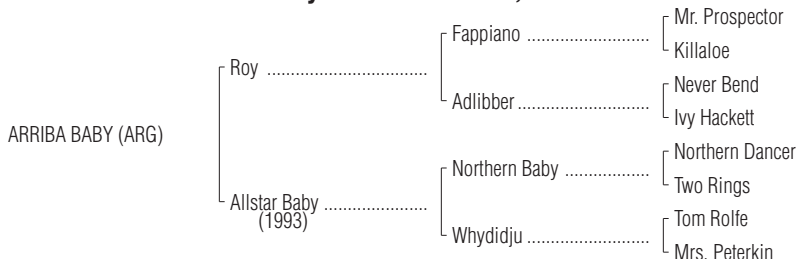 Mr. Prospector
Fappiano ....................
Killaloe
Roy ..................................
Never Bend
Adlibber ......................
Ivy Hackett
ARRIBA BABY (ARG)
Northern Dancer
Northern Baby .................
Two Rings
Allstar Baby ......................
(1993)
Tom Rolfe
Whydidju .........................
Mrs. Peterkin